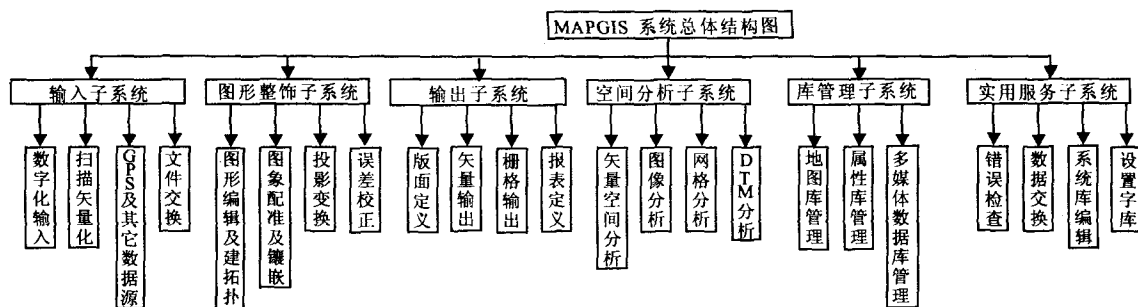 MAPGIS 系统总体结构图
输入子系统
图形整饰子系统
输出子系统
空间分析子系统
库管理子系统
实用服务子系统
数字化输入
扫描矢量化
GPS及其它数据源
文件交换
图形编辑及建拓扑
图象配准及镶嵌
投影变换
误差校正
版面定义
矢量输出
栅格输出
报表定义
矢量空间分析
图像分析
网格分析
DTM分析
地图库管理
属性库管理
多媒体数据库管理
错误检查
数据交换
系统库编辑
设置字库